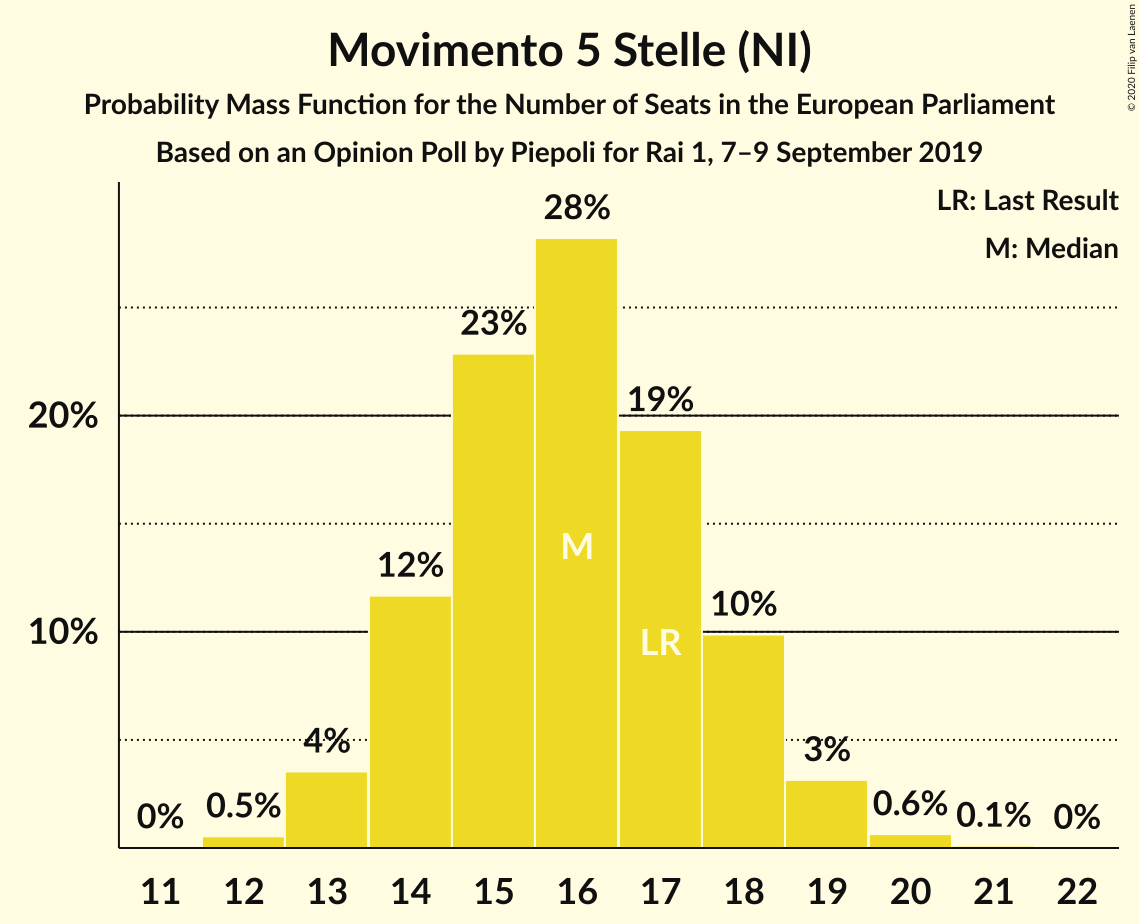 Movimento 5 Stelle (NI)
Probability Mass Function for the Number of Seats in the European Parliament
Based on an Opinion Poll by Piepoli for Rai 1, 7–9 September 2019
© 2020 Filip van Laenen
LR: Last Result
M: Median
28%
23%
19%
20%
12%
M
10%
10%
LR
4%
3%
0%
0.5%
0.6%
0.1%
0%
11 12 13 14 15 16 17 18 19 20 21 22